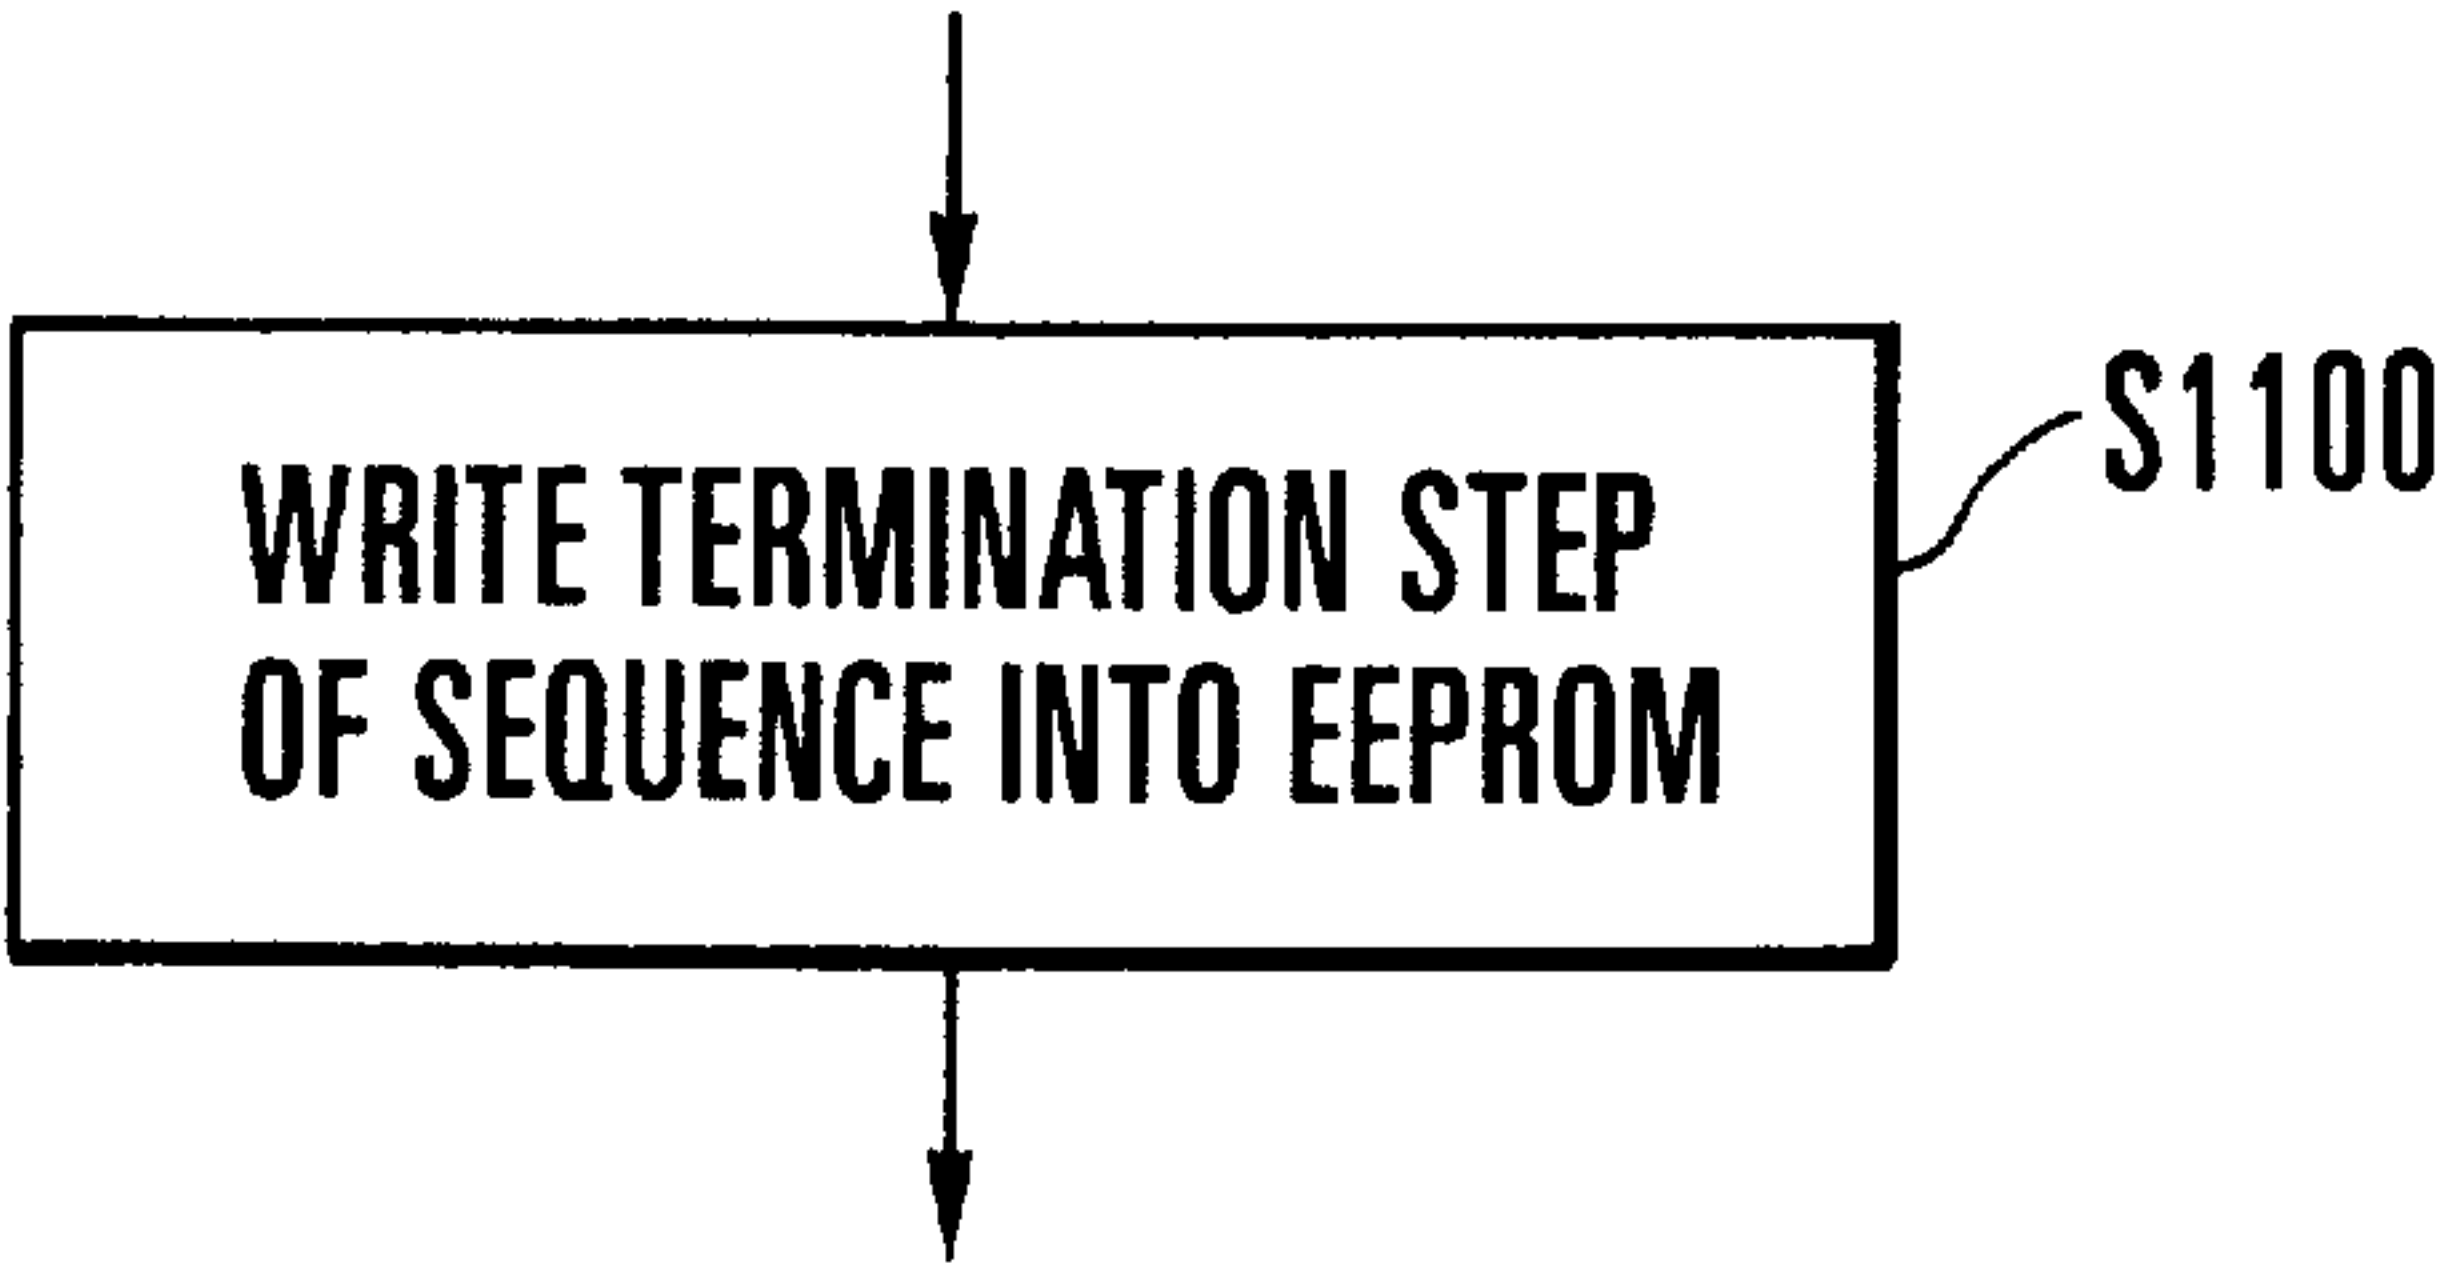 S1100
WRITE TERMINATION STEP
OF SEQUENCE INTO EEPROM